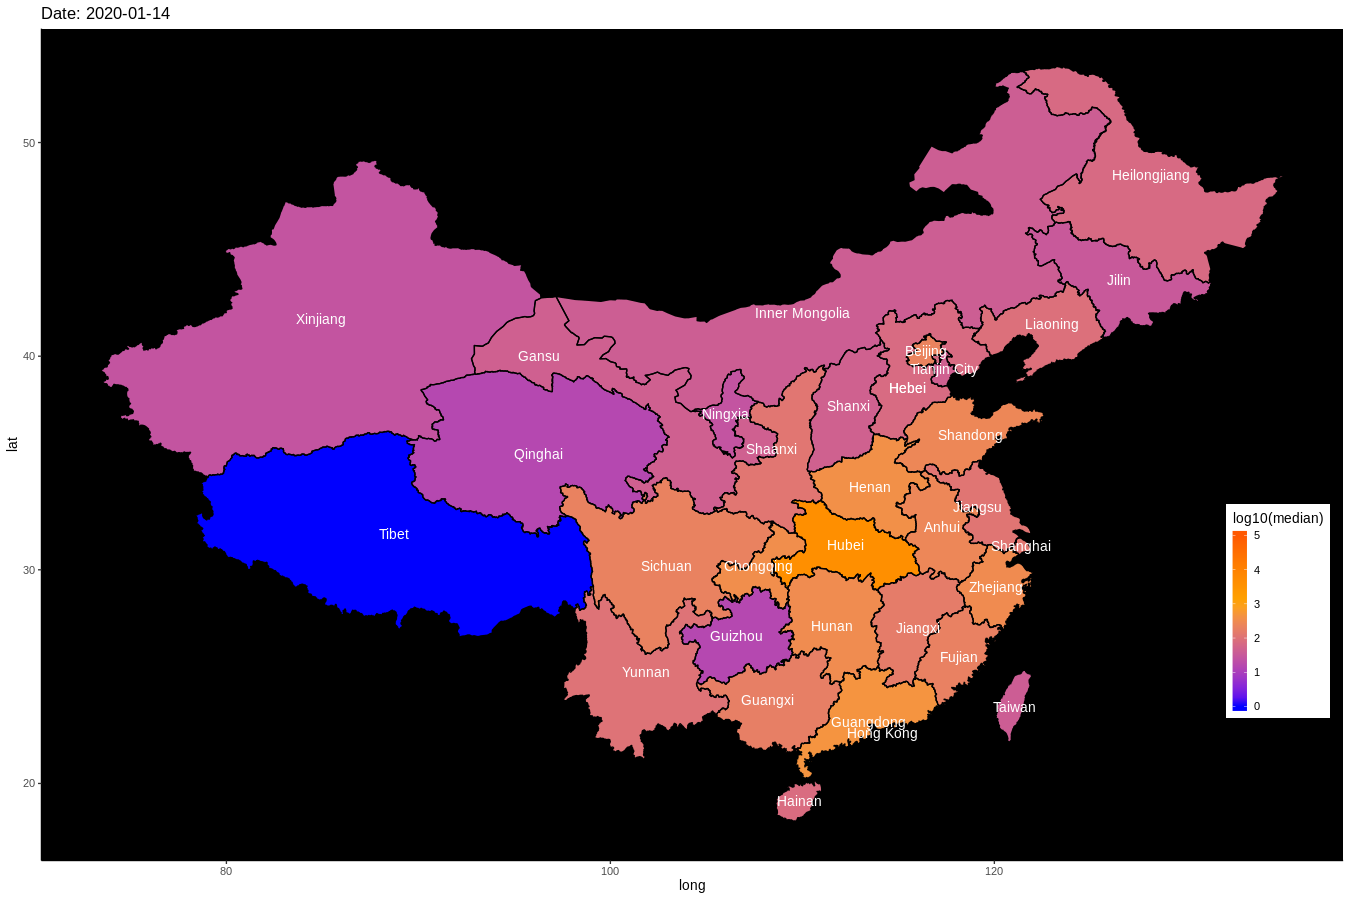 Date: 2020-01-14
50
40
30
20
lat
Heilongjiang
Jilin
Inner Mongolia
Xinjiang
Liaoning
Beijing
Gansu
Tianjin City
Hebei
Shanxi
Ningxia
Shandong
Shaanxi
Qinghai
Henan
Jiangsu
Anhui
Tibet
Hubei
Shanghai
Sichuan
Chongqing
Zhejiang
Hunan
Jiangxi
Guizhou
Fujian
Yunnan
Guangxi
Taiwan
Guangdong
Hong Kong
Hainan
log10(median)
5
4
3
2
1
0
80
100
120
long